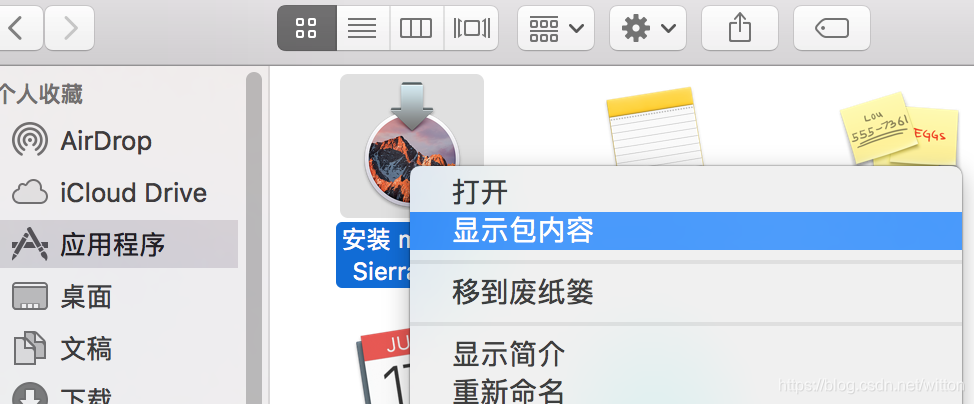 个人收藏
AirDrop
iCloud Drive
应用程序
桌面
文稿
下载
Lou
555-7361
EGGs
安装 m
Sierra
JU
17
打开
显示包内容
移到废纸篓
显示简介
重新命名
https://blog.csdn.net/witton